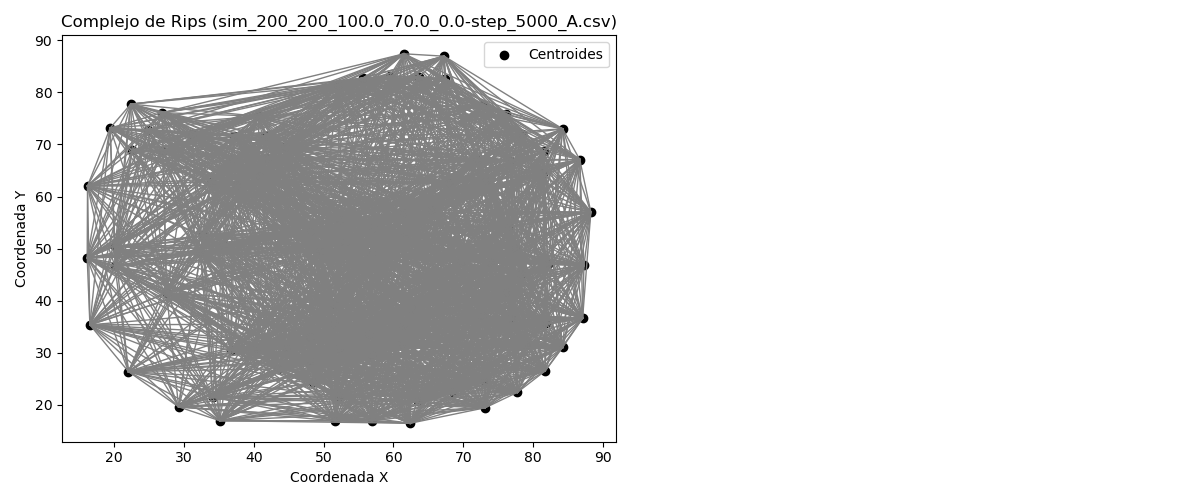 Complejo de Rips (sim_200_200_100.0_70.0_0.0-step_5000_A.csv)
Centroides
90
80
70
60
50
40
30
20
Coordenada Y
20 30 40 50 60 70 80 90
Coordenada X